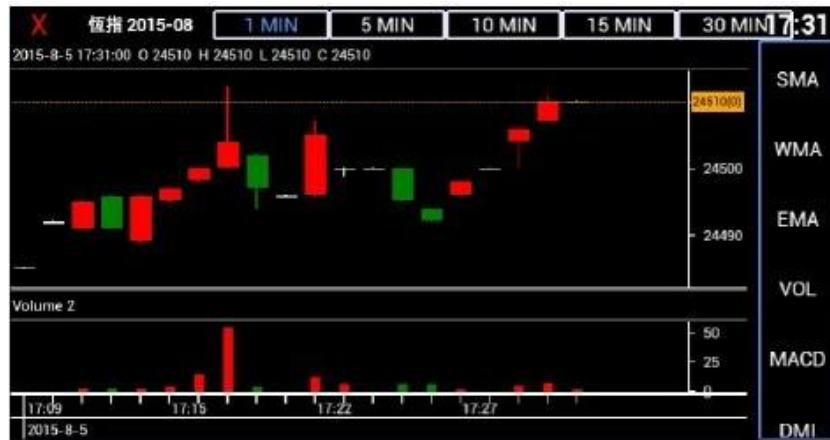 X 恆指 2015-08 1 MIN 5 MIN 10 MIN 15 MIN 30 MIN 17:31
2015-8-5 17:31:00 O 24510 H 24510 L 24510 C 24510
SMA
24510(0)
WMA
24500
EMA
24490
VOL
Volume 2
50
MACD
25
0
17:09 17:15 17:22 17:27
2015-8-5
DMI